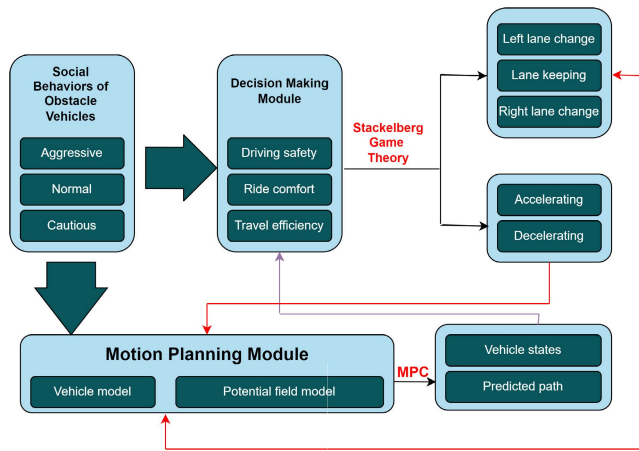 Social
Behaviors of
Obstacle
Vehicles
Aggressive
Normal
Cautious
Decision Making
Module
Driving safety
Ride comfort
Travel efficiency
Stackelberg
Game
Theory
Left lane change
Lane keeping
Right lane change
Accelerating
Decelerating
Motion Planning Module
Vehicle model
Potential field model
MPC
Vehicle states
Predicted path